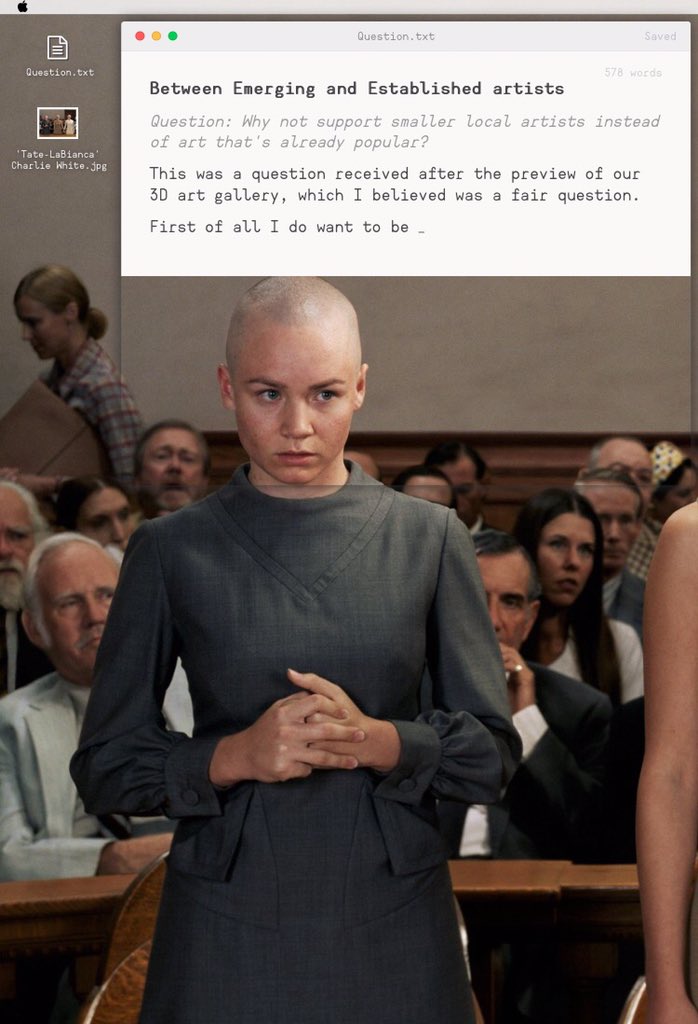 Question.txt
Saved
578 words
Between Emerging and Established artists
Question: Why not support smaller local artists instead
of art that's already popular?
This was a question received after the preview of our
3D art gallery, which I believed was a fair question.
First of all I do want to be _
Question.txt
'Tate-LaBianca'
Charlie White.jpg